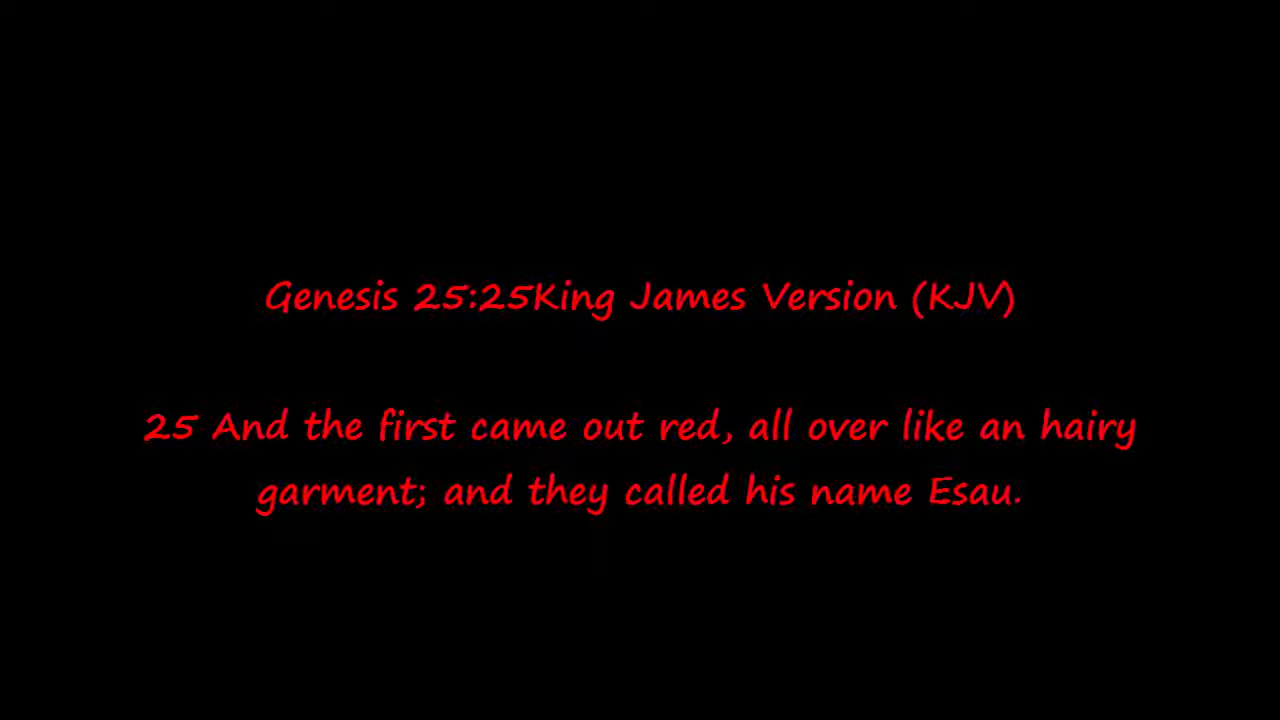 Genesis 25:25King James Version (KJV)
25 And the first came out red, all over like an hairy
garment; and they called his name Esau.